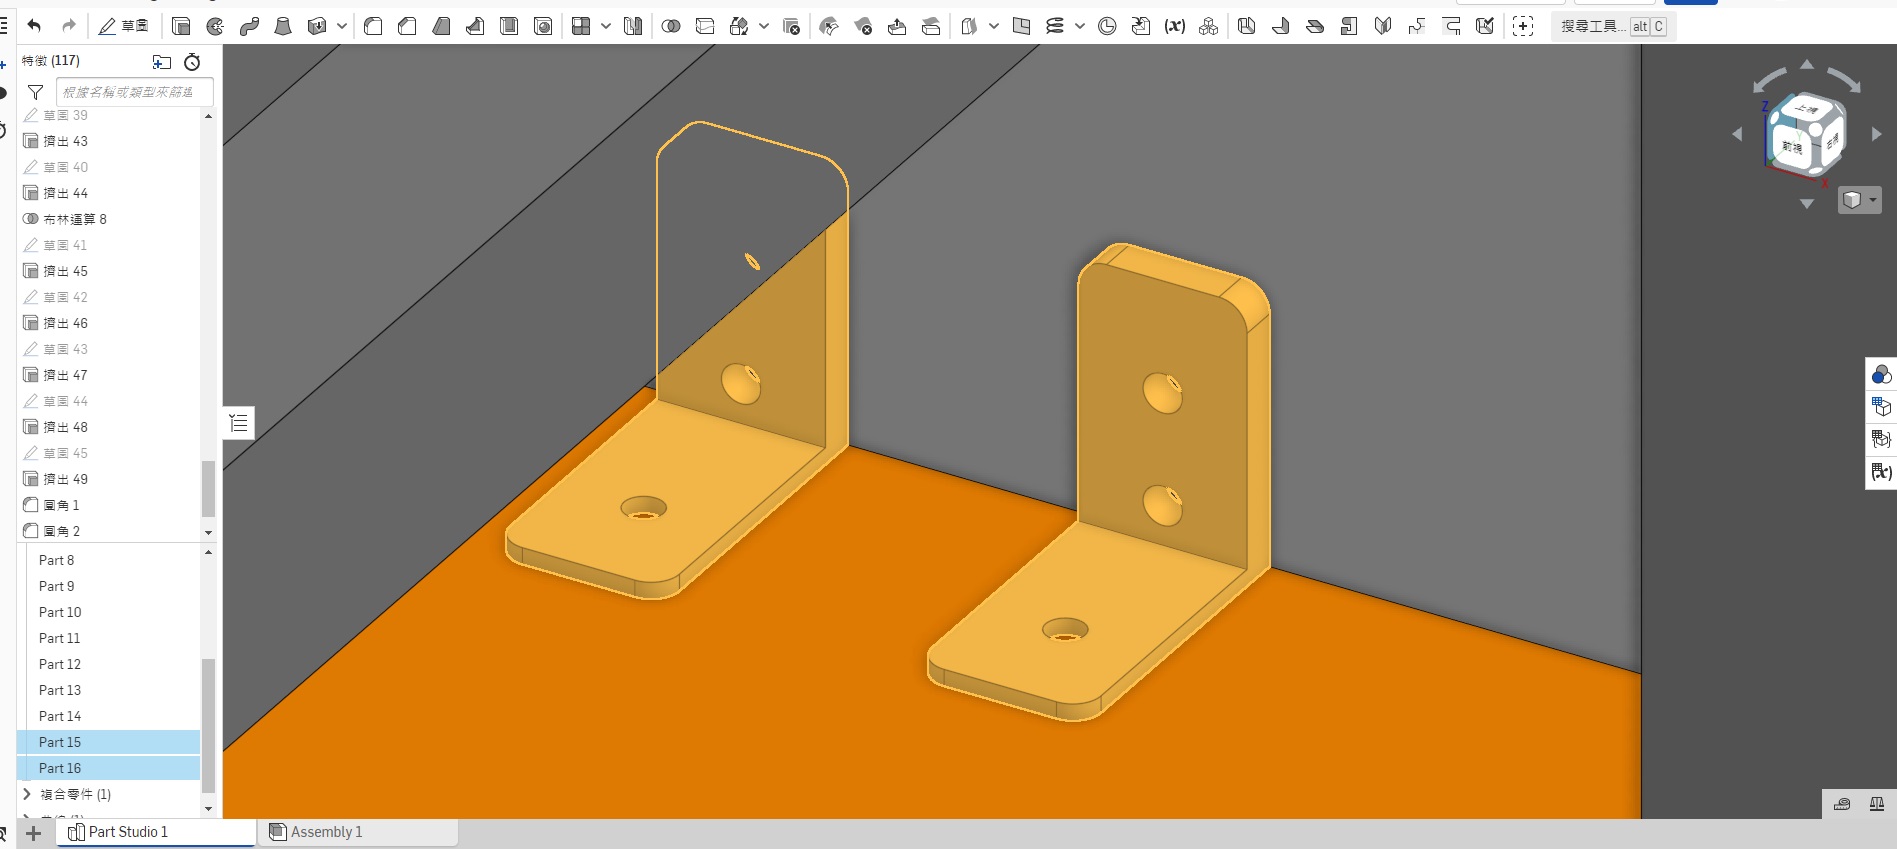 草圖
搜尋工具... alt C
特徵 (117)
根據名稱或類型來篩選
草圖 39
擠出 43
草圖 40
擠出 44
布林運算 8
草圖 41
擠出 45
草圖 42
擠出 46
草圖 43
擠出 47
草圖 44
擠出 48
草圖 45
擠出 49
圓角 1
圓角 2
Part 8
Part 9
Part 10
Part 11
Part 12
Part 13
Part 14
Part 15
Part 16
複合零件 (1)
Part Studio 1
Assembly 1
上視
前視
右視
Z
Y
X